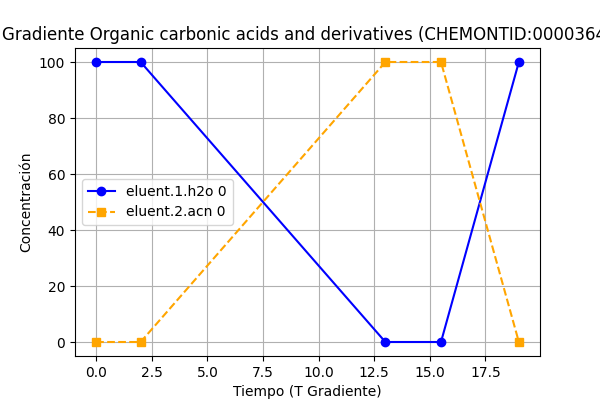 Gradiente Organic carbonic acids and derivatives (CHEMONTID:0000364
Concentración
100
80
60
40
20
0
eluent.1.h2o 0
eluent.2.acn 0
0.0 2.5 5.0 7.5 10.0 12.5 15.0 17.5
Tiempo (T Gradiente)